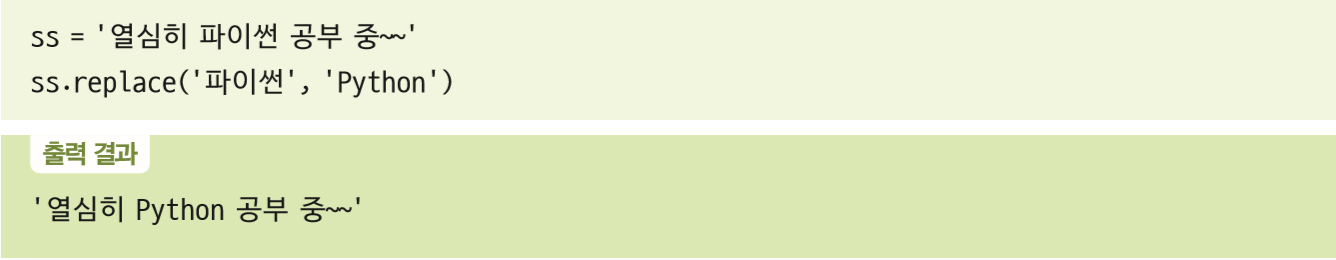 ss = '열심히 파이썬 공부 중~~'
ss.replace('파이썬', 'Python')
출력 결과
'열심히 Python 공부 중~~'